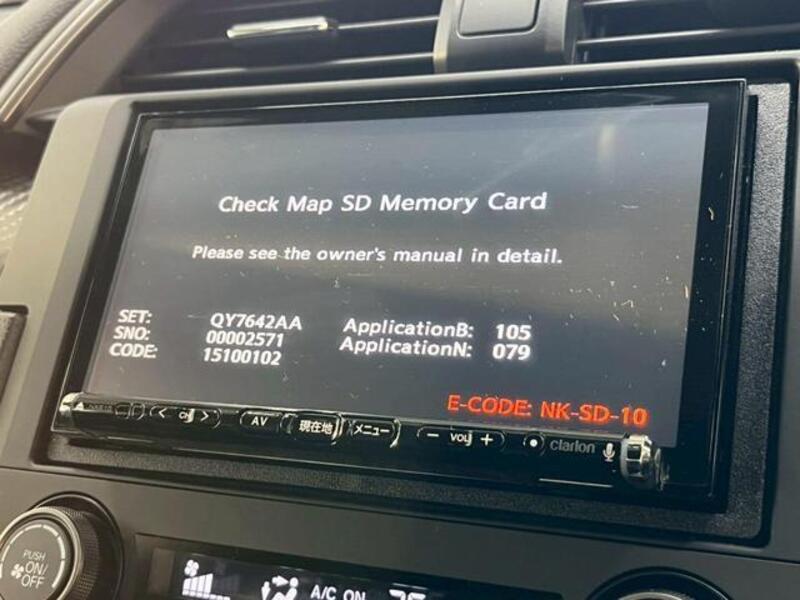 Check Map SD Memory Card
Please see the owner's manual in detail.
SET: QY7642AA
SNO: 00002571
CODE: 15100102
ApplicationB: 105
ApplicationN: 079
E-CODE: NK-SD-10
CH
AV
現在地
メニュー
− VOL +
clarion
PUSH
ON/
OFF
A/C ON